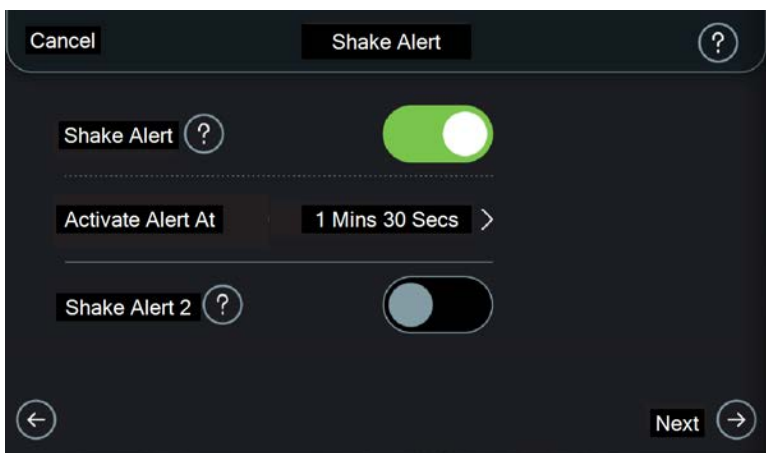 Cancel
Shake Alert
?
Shake Alert ?
Activate Alert At 1 Mins 30 Secs
Shake Alert 2 ?
Next